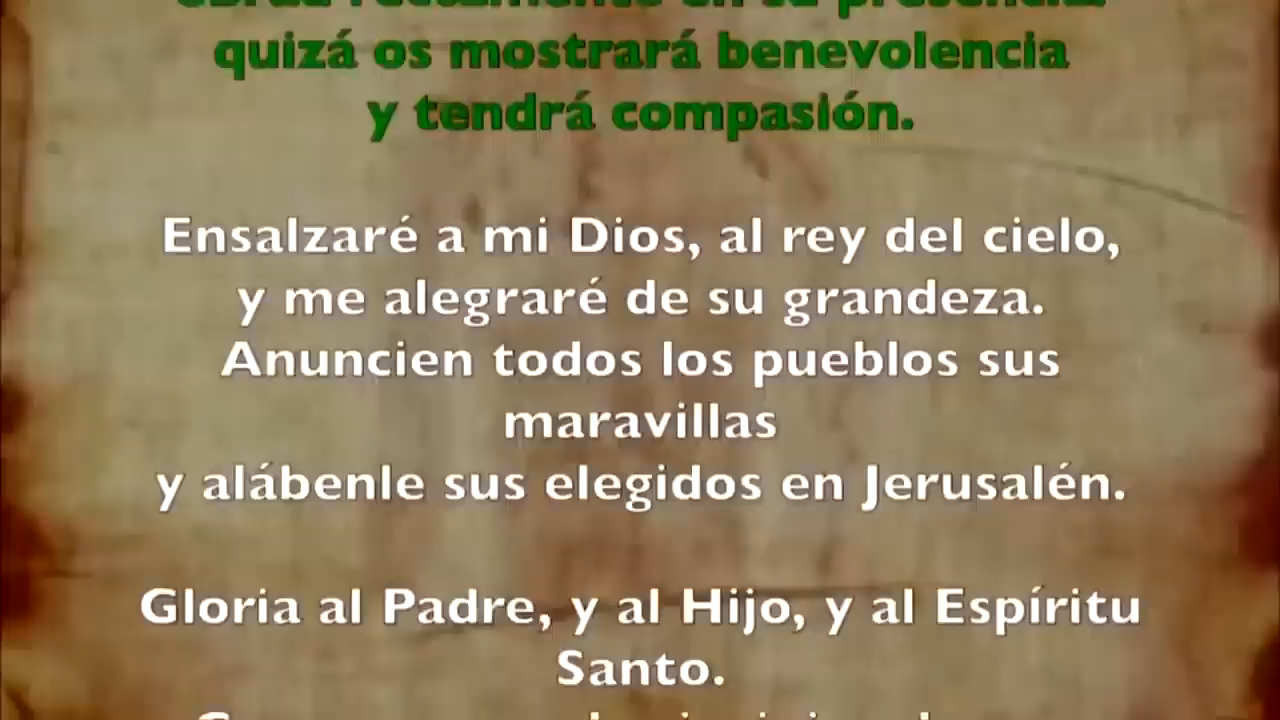 quizá os mostrará benevolencia
y tendrá compasión.
Ensalzaré a mi Dios, al rey del cielo,
y me alegraré de su grandeza.
Anuncien todos los pueblos sus
maravillas
y alábenle sus elegidos en Jerusalén.
Gloria al Padre, y al Hijo, y al Espíritu
Santo.